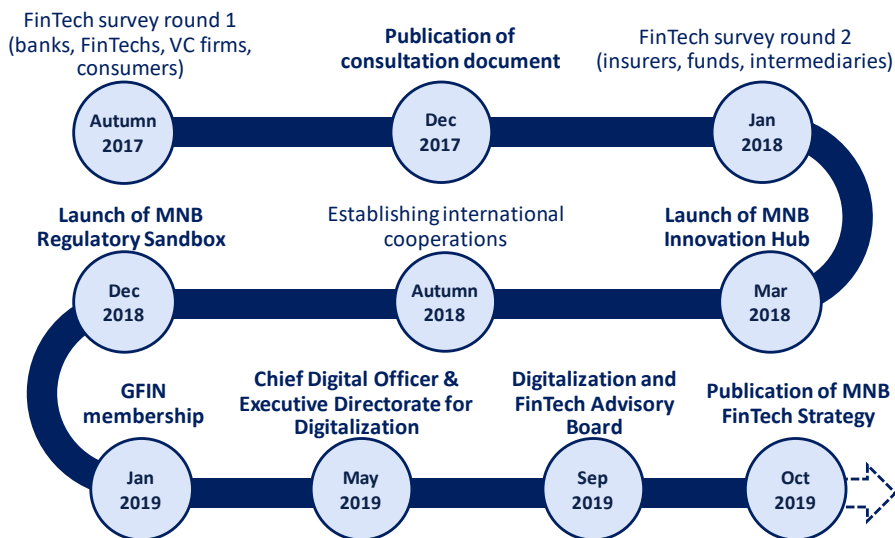 FinTech survey round 1
(banks, FinTechs, VC firms,
consumers)
Autumn
2017
Publication of
consultation document
Dec
2017
FinTech survey round 2
(insurers, funds, intermediaries)
Jan
2018
Launch of MNB
Innovation Hub
Mar
2018
Establishing international
cooperations
Autumn
2018
Launch of MNB
Regulatory Sandbox
Dec
2018
GFIN
membership
Jan
2019
Chief Digital Officer &
Executive Directorate for
Digitalization
May
2019
Digitalization and
FinTech Advisory
Board
Sep
2019
Publication of MNB
FinTech Strategy
Oct
2019